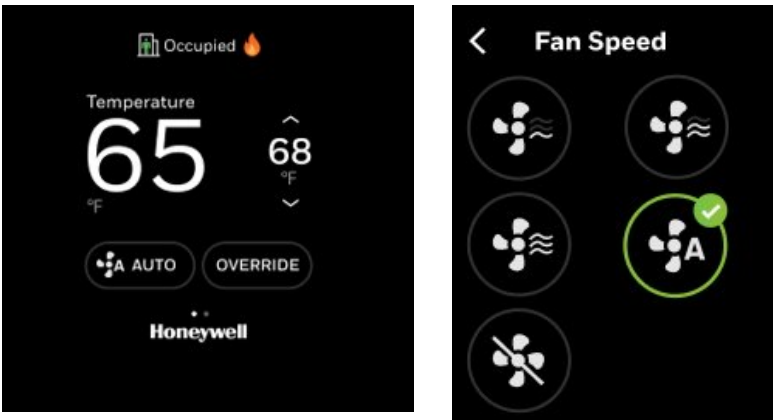 Occupied
Temperature
65
°F
68
°F
A AUTO
OVERRIDE
Honeywell
Fan Speed
A